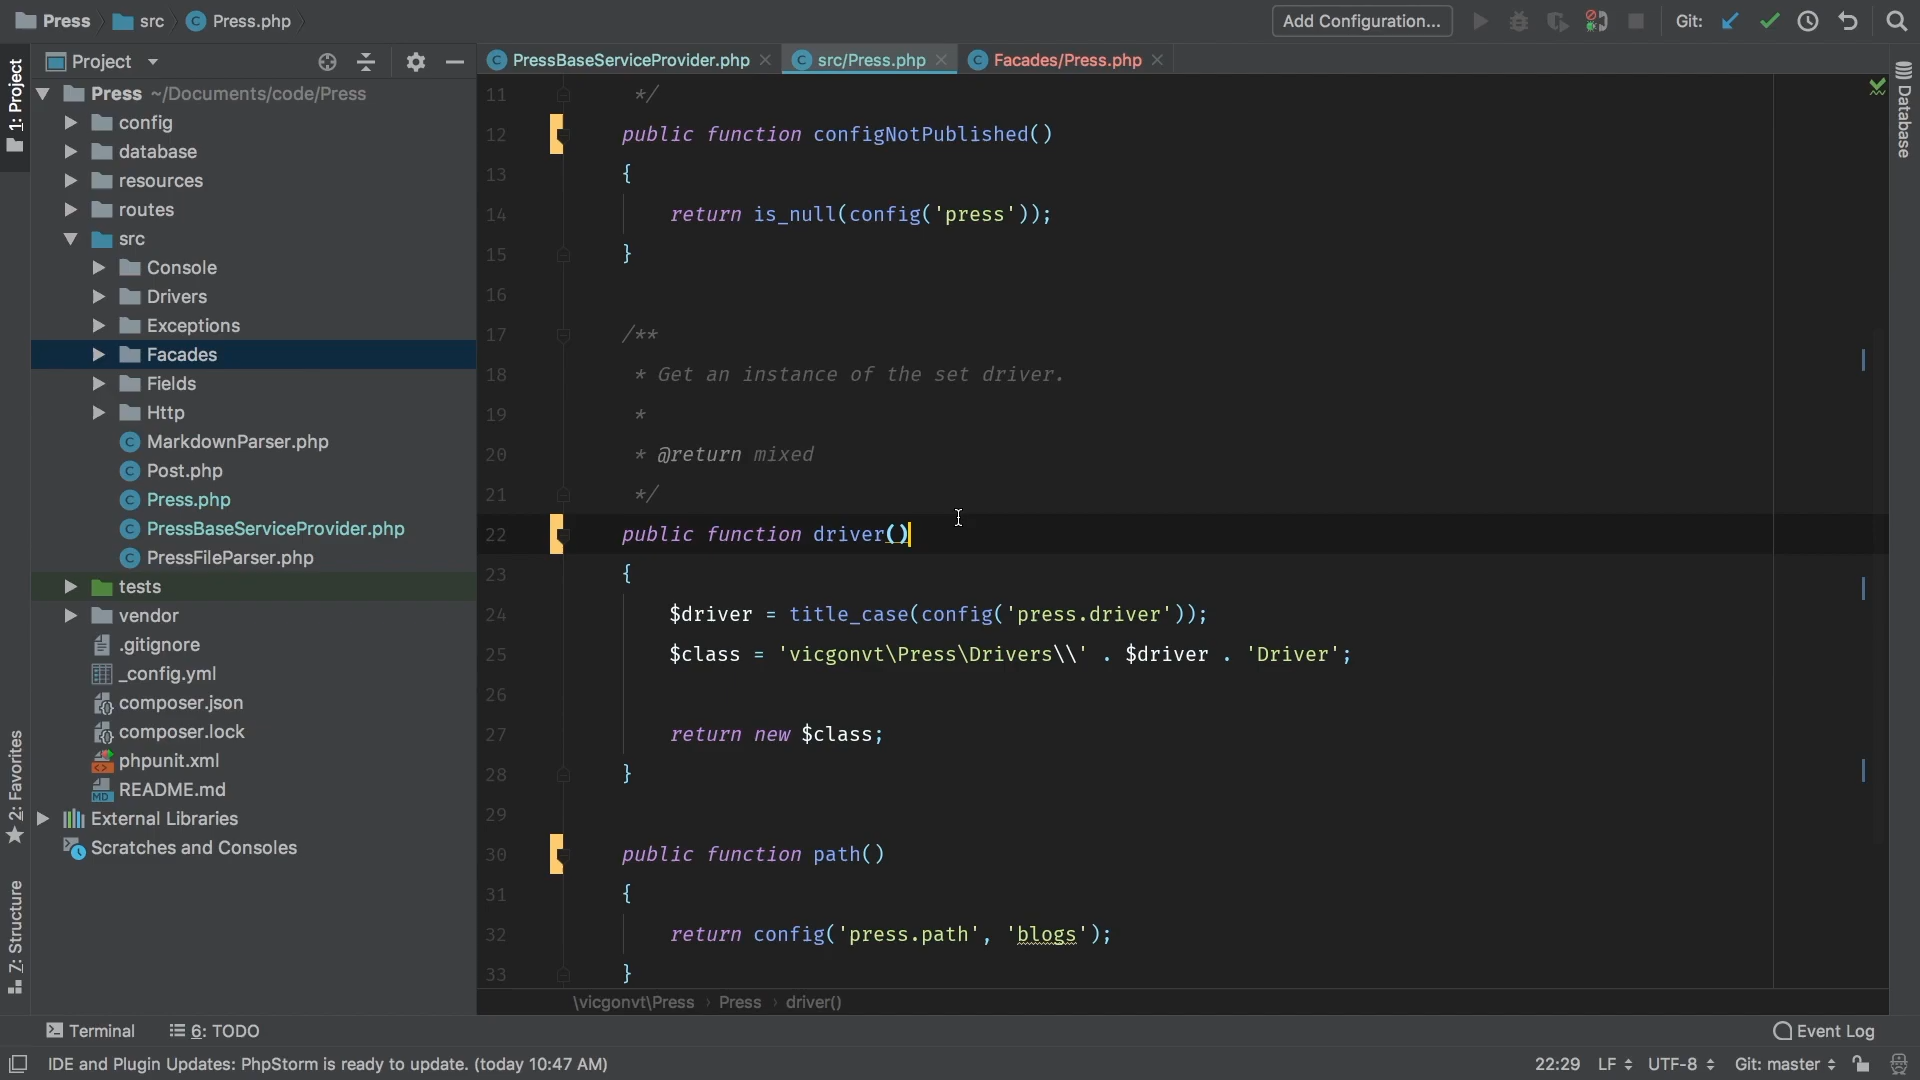 Press src Press.php
Add Configuration... Git:
1: Project
Project
PressBaseServiceProvider.php src/Press.php Facades/Press.php
Database
Press ~/Documents/code/Press
config
database
resources
routes
src
Console
Drivers
Exceptions
Facades
Fields
Http
MarkdownParser.php
Post.php
Press.php
PressBaseServiceProvider.php
PressFileParser.php
tests
vendor
.gitignore
_config.yml
composer.json
composer.lock
phpunit.xml
README.md
External Libraries
Scratches and Consoles
2: Favorites
7: Structure
11 */
12 public function configNotPublished()
13 {
14 return is_null(config('press'));
15 }
16
17 /**
18 * Get an instance of the set driver.
19 *
20 * @return mixed
21 */
22 public function driver()
23 {
24 $driver = title_case(config('press.driver'));
25 $class = 'vicgonvt\Press\Drivers\\' . $driver . 'Driver';
26
27 return new $class;
28 }
29
30 public function path()
31 {
32 return config('press.path', 'blogs');
33 }
\vicgonvt\Press › Press › driver()
Terminal 6: TODO Event Log
IDE and Plugin Updates: PhpStorm is ready to update. (today 10:47 AM) 22:29 LF UTF-8 Git: master